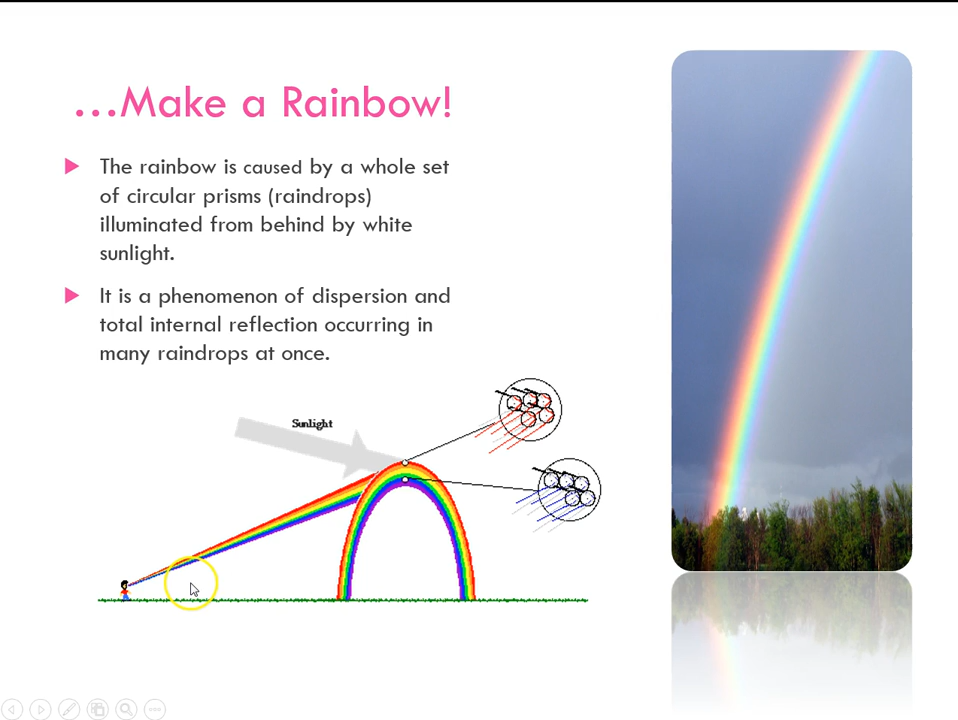 ...Make a Rainbow!
The rainbow is caused by a whole set
of circular prisms (raindrops)
illuminated from behind by white
sunlight.
It is a phenomenon of dispersion and
total internal reflection occurring in
many raindrops at once.
Sunlight